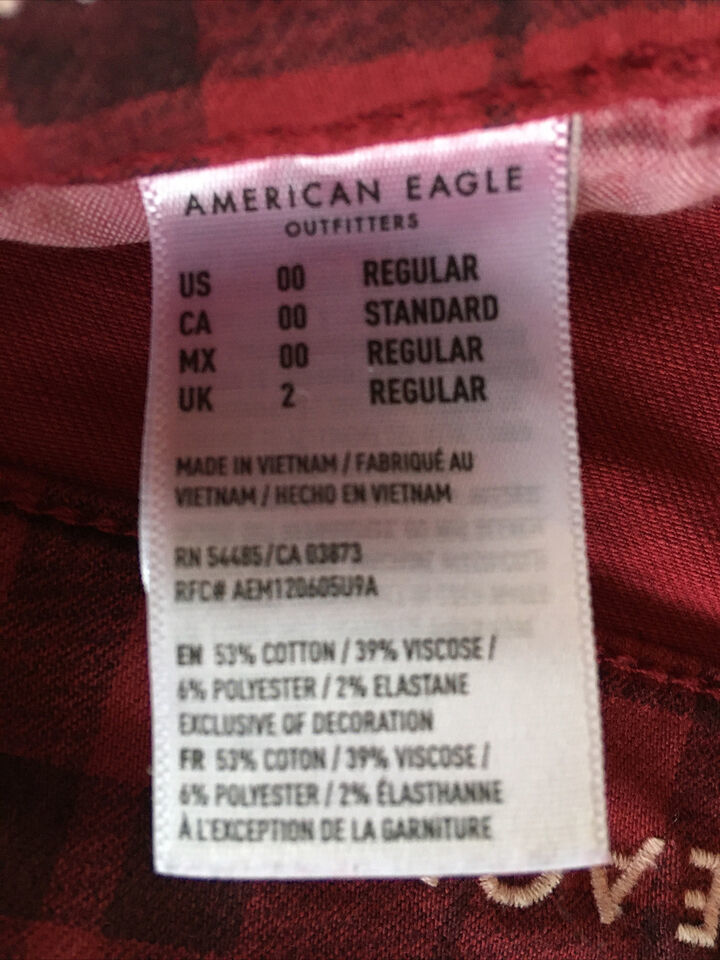 AMERICAN EAGLE
OUTFITTERS
US 00 REGULAR
CA 00 STANDARD
MX 00 REGULAR
UK 2 REGULAR
MADE IN VIETNAM / FABRIQUÉ AU
VIETNAM / HECHO EN VIETNAM
RN 54485/CA 03873
RFC# AEM120605U9A
EN 53% COTTON / 39% VISCOSE /
6% POLYESTER / 2% ELASTANE
EXCLUSIVE OF DECORATION
FR 53% COTON / 39% VISCOSE /
6% POLYESTER / 2% ÉLASTHANNE
À L'EXCEPTION DE LA GARNITURE